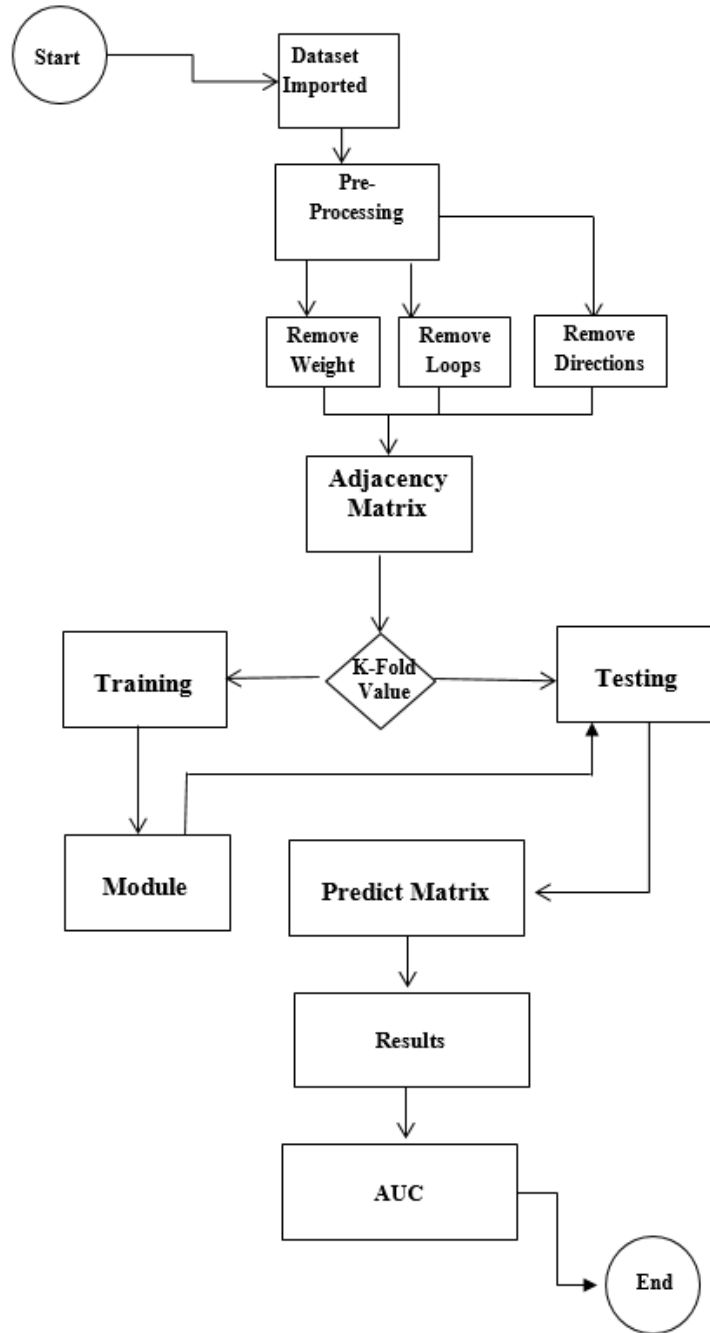 Start
Dataset
Imported
Pre-
Processing
Remove
Weight
Remove
Loops
Remove
Directions
Adjacency
Matrix
K-Fold
Value
Training
Testing
Module
Predict Matrix
Results
AUC
End